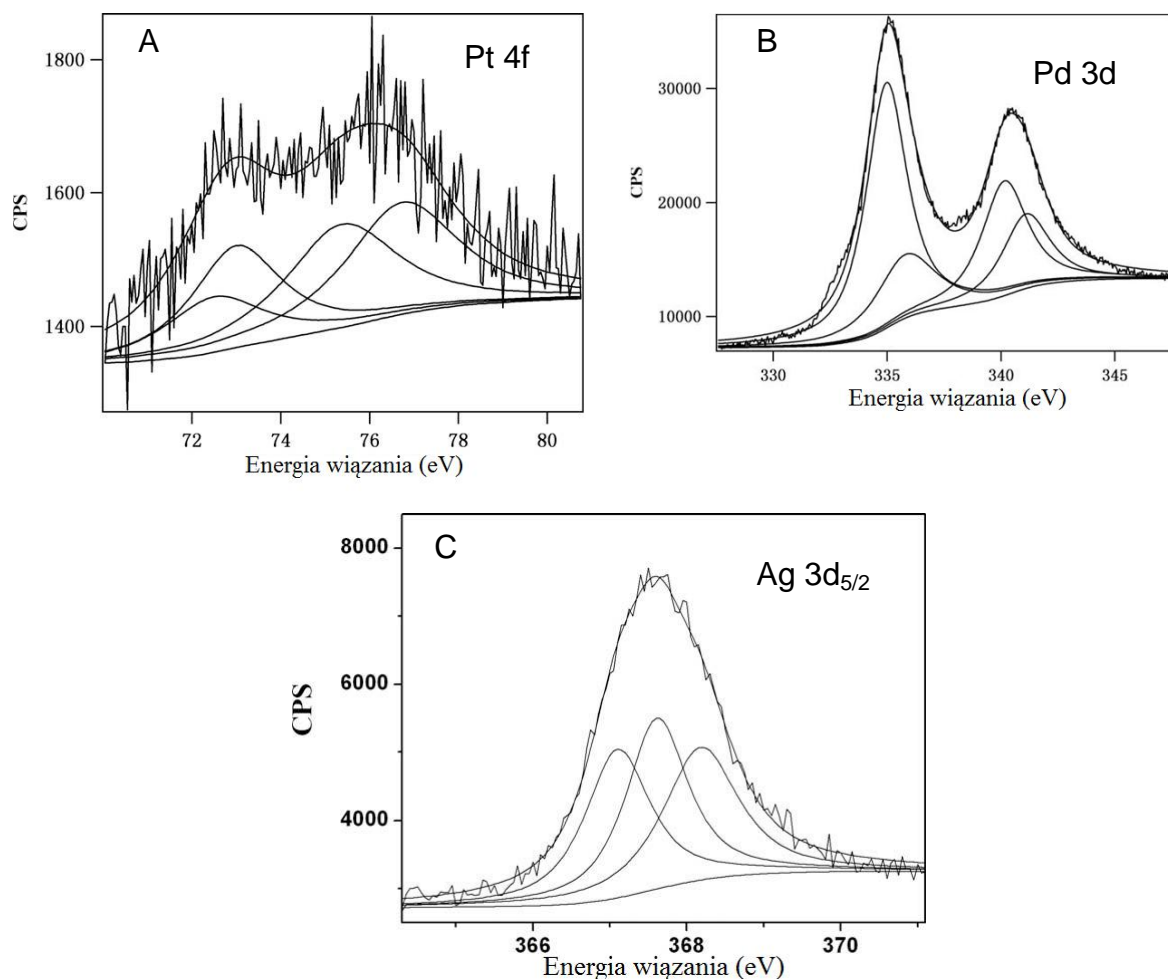 A
Pt 4f
CPS
1800
1600
1400
72 74 76 78 80
Energia wiązania (eV)
B
Pd 3d
CPS
30000
20000
10000
330 335 340 345
Energia wiązania (eV)
C
Ag 3d5/2
CPS
8000
6000
4000
366 368 370
Energia wiązania (eV)